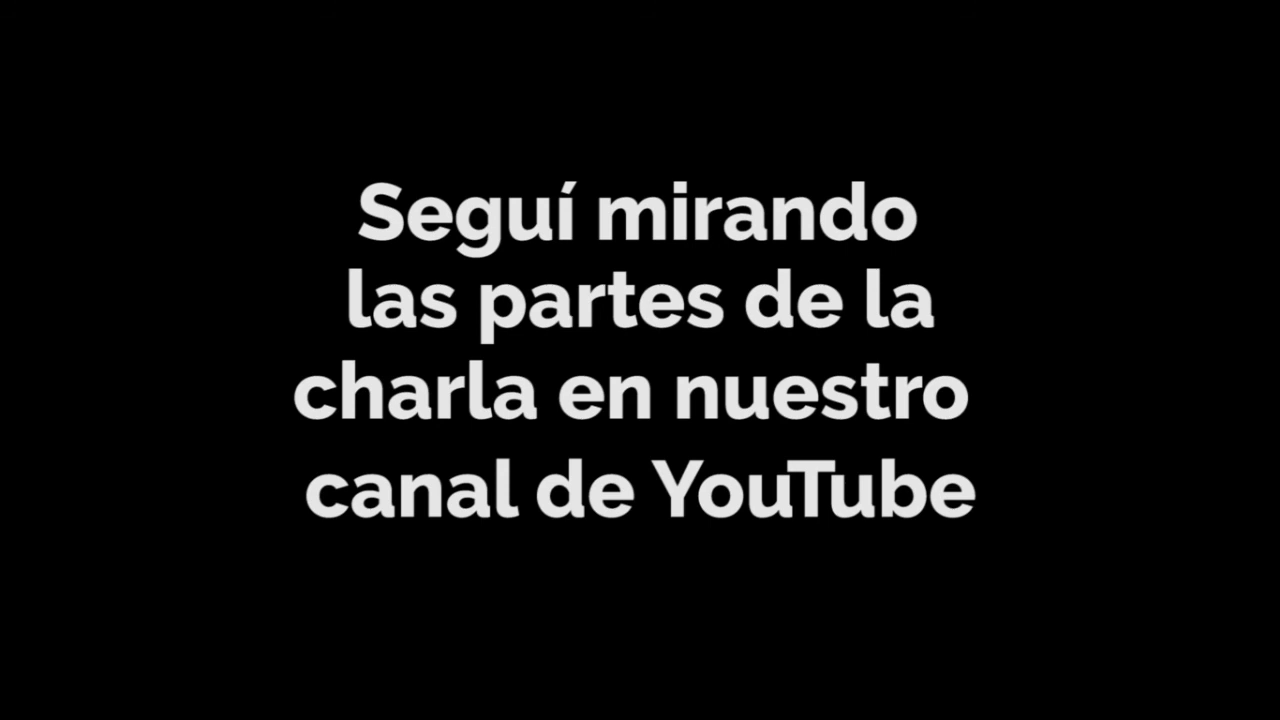 Seguí mirando
las partes de la
charla en nuestro
canal de YouTube